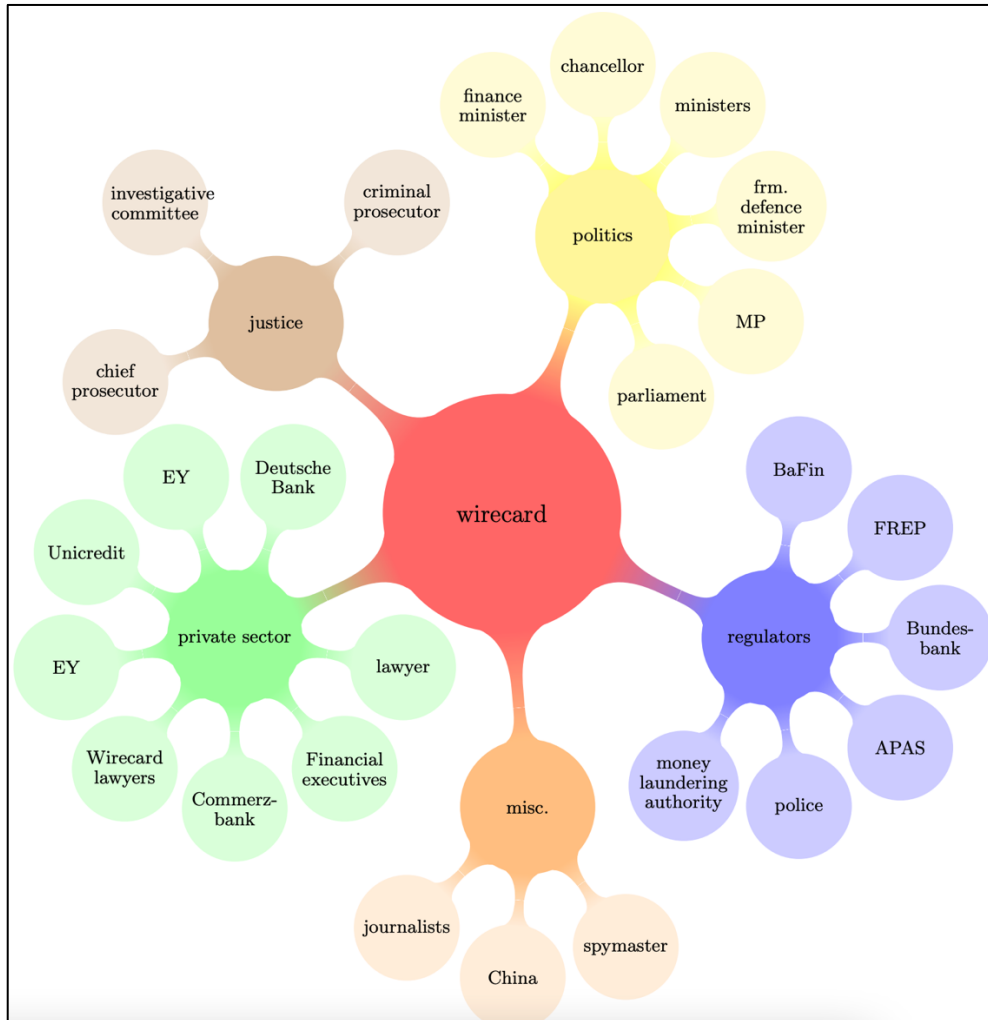 chancellor
finance
minister
ministers
frm.
defence
minister
politics
MP
parliament
investigative
committee
criminal
prosecutor
justice
chief
prosecutor
wirecard
EY
Deutsche
Bank
Unicredit
private sector
EY
lawyer
Wirecard
lawyers
Commerz-
bank
Financial
executives
BaFin
FREP
regulators
Bundes-
bank
APAS
police
money
laundering
authority
misc.
journalists
China
spymaster